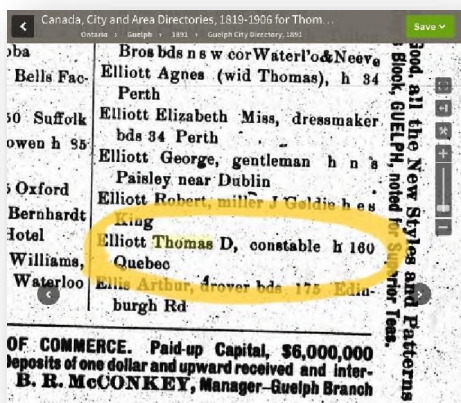 Canada, City and Area Directories, 1819-1906 for Thom...
Ontario › Guelph › 1891 › Guelph City Directory, 1891
Save
oba
Bells Fac-
50 Suffolk
owen h 95
5 Oxford
Bernhardt
Hotel
Williams,
Waterloo
Bros bds n s w cor Waterl'o & Neeve
Elliott Agnes (wid Thomas), h 34
Perth
Elliott Elizabeth Miss, dressmaker
bds 34 Perth
Elliott George, gentleman h n s
Paisley near Dublin
Elliott Robert, miller J Goldie h e s
King
Elliott Thomas D, constable h 160
Quebec
Ellis Arthur, drover bds 175 Edin-
burgh Rd
Good, all the New Styles and Patterns
s Block, GUELPH, noted for Superior Teas.
OF COMMERCE. Paid-up Capital, $6,000,000
Deposits of one dollar and upward received and inter-
B. R. McCONKEY, Manager-Guelph Branch